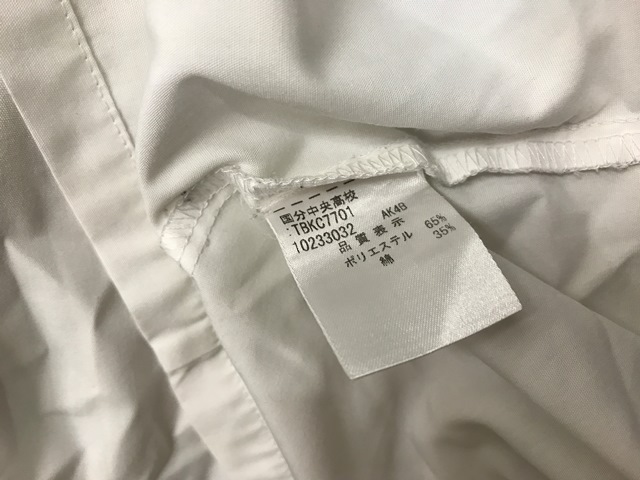 国分中央高校
:TBKC7701 AK4B
10233032
品質表示
ポリエステル 65%
綿 35%